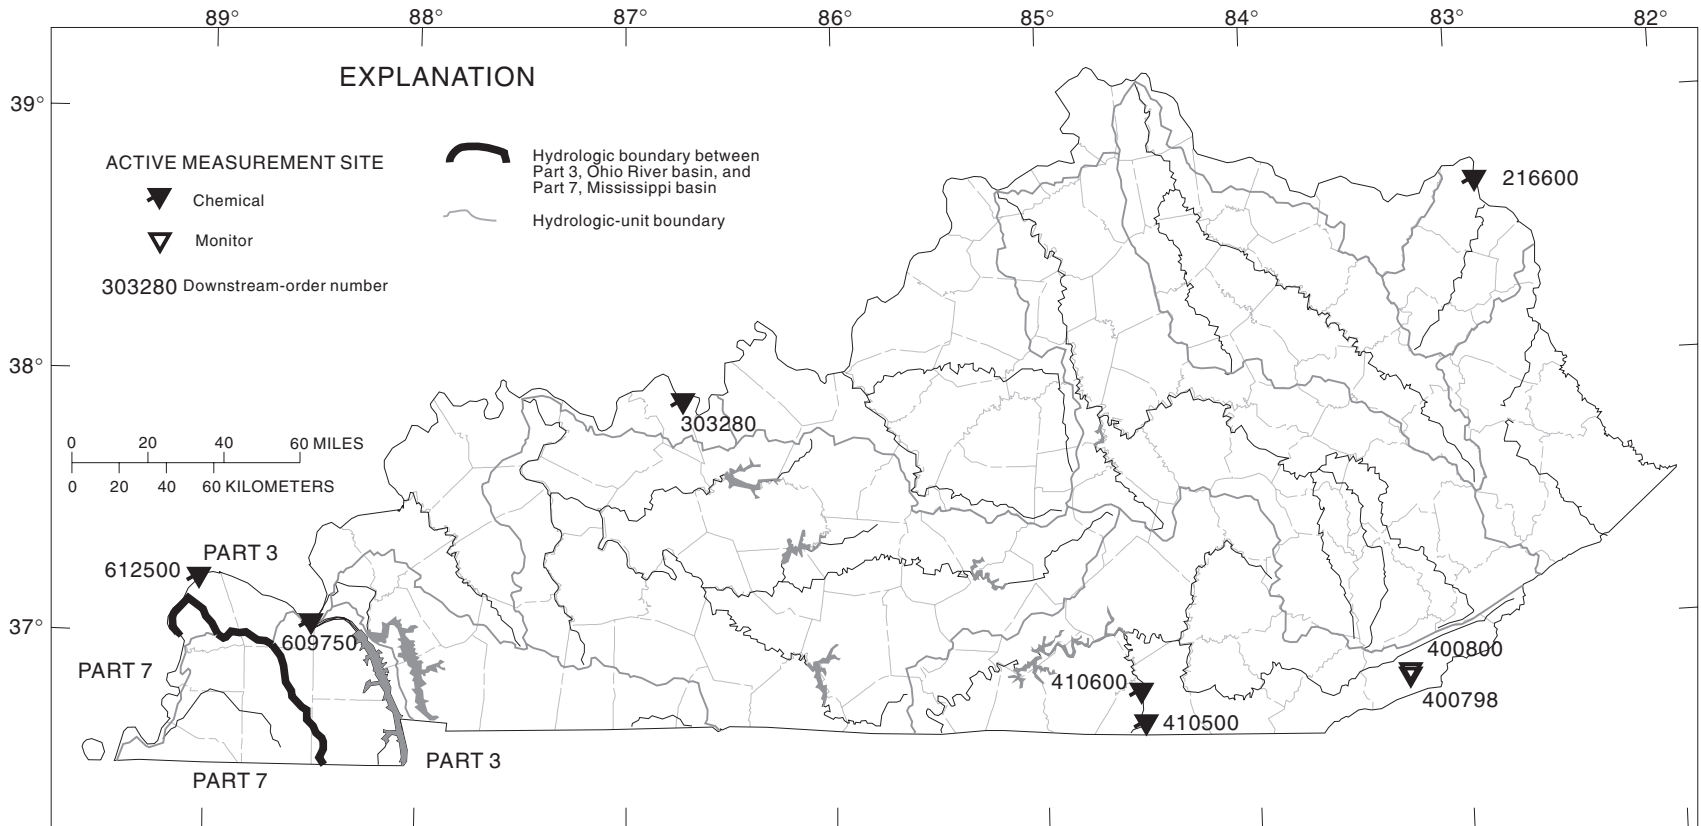 89° 88° 87° 86° 85° 84° 83° 82°
EXPLANATION
39°
ACTIVE MEASUREMENT SITE
Chemical
Monitor
303280 Downstream-order number
Hydrologic boundary between
Part 3, Ohio River basin, and
Part 7, Mississippi basin
Hydrologic-unit boundary
216600
38°
303280
0 20 40 60 MILES
0 20 40 60 KILOMETERS
PART 3
612500
37°
609750
PART 7
400800
410600
400798
410500
PART 3
PART 7